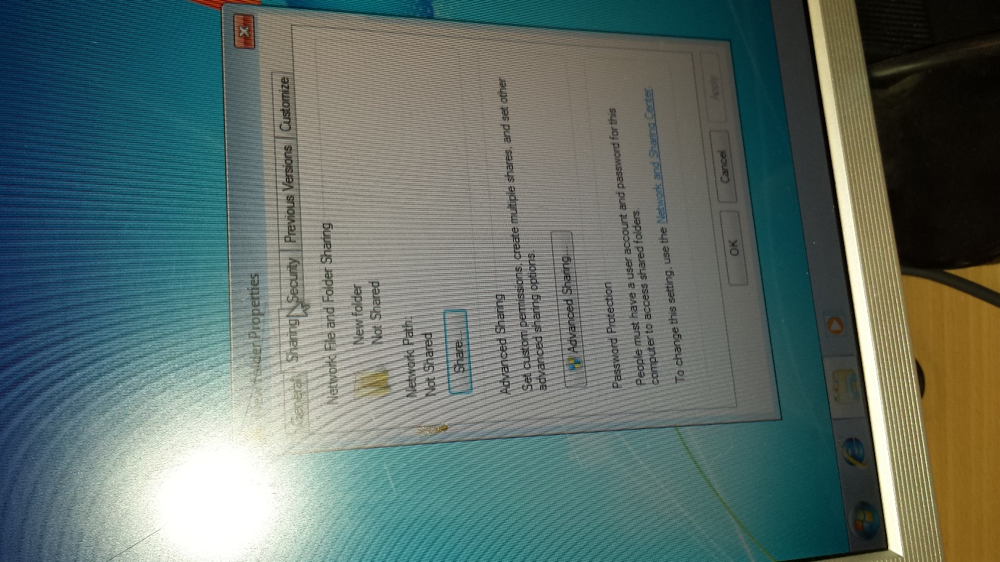 Folder Properties
General Sharing Security Previous Versions Customize
Network File and Folder Sharing
New folder
Not Shared
Network Path:
Not Shared
Share...
Advanced Sharing
Set custom permissions, create multiple shares, and set other
advanced sharing options.
Advanced Sharing...
Password Protection
People must have a user account and password for this
computer to access shared folders.
To change this setting, use the Network and Sharing Center.
OK Cancel Apply